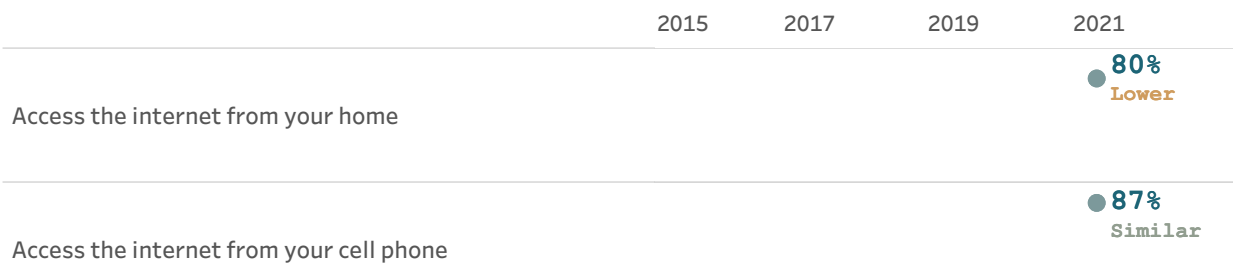 2015 2017 2019 2021
80%
Lower
Access the internet from your home
87%
Similar
Access the internet from your cell phone